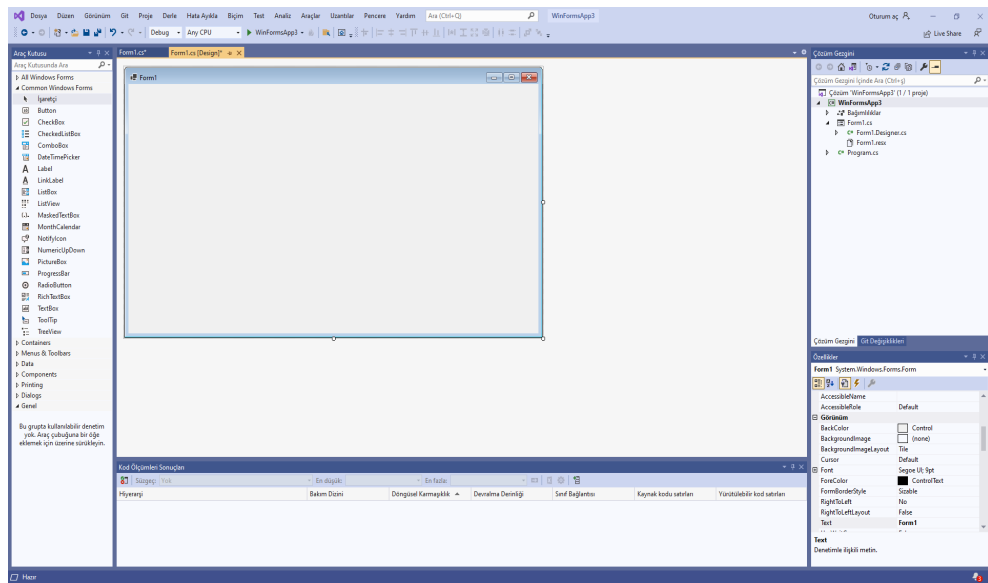 Dosya Düzen Görünüm Git Proje Derle Hata Ayıkla Biçim Test Analiz Araçlar Uzantılar Pencere Yardım Ara (Ctrl+Q) WinFormsApp3 Oturum aç
Debug Any CPU WinFormsApp3 Live Share
Araç Kutusu
Araç Kutusunda Ara
All Windows Forms
Common Windows Forms
İşaretçi
Button
CheckBox
CheckedListBox
ComboBox
DateTimePicker
Label
LinkLabel
ListBox
ListView
MaskedTextBox
MonthCalendar
NotifyIcon
NumericUpDown
PictureBox
ProgressBar
RadioButton
RichTextBox
TextBox
ToolTip
TreeView
Containers
Menus & Toolbars
Data
Components
Printing
Dialogs
Genel
Bu grupta kullanılabilir denetim
yok. Araç çubuğuna bir öğe
eklemek için üzerine sürükleyin.
Form1.cs* Form1.cs [Design]*
Form1
Kod Ölçümleri Sonuçları
Süzgeç: Yok En düşük: En fazla:
Hiyerarşi Bakım Dizini Döngüsel Karmaşıklık Devralma Derinliği Sınıf Bağlantısı Kaynak kodu satırları Yürütülebilir kod satırları
Çözüm Gezgini
Çözüm Gezgini İçinde Ara (Ctrl+ş)
Çözüm 'WinFormsApp3' (1 / 1 proje)
WinFormsApp3
Bağımlılıklar
Form1.cs
Form1.Designer.cs
Form1.resx
Program.cs
Çözüm Gezgini Git Değişiklikleri
Özellikler
Form1 System.Windows.Forms.Form
AccessibleName
AccessibleRole Default
Görünüm
BackColor Control
BackgroundImage (none)
BackgroundImageLayout Tile
Cursor Default
Font Segoe UI; 9pt
ForeColor ControlText
FormBorderStyle Sizable
RightToLeft No
RightToLeftLayout False
Text Form1
Text
Denetimle ilişkili metin.
Hazır 3